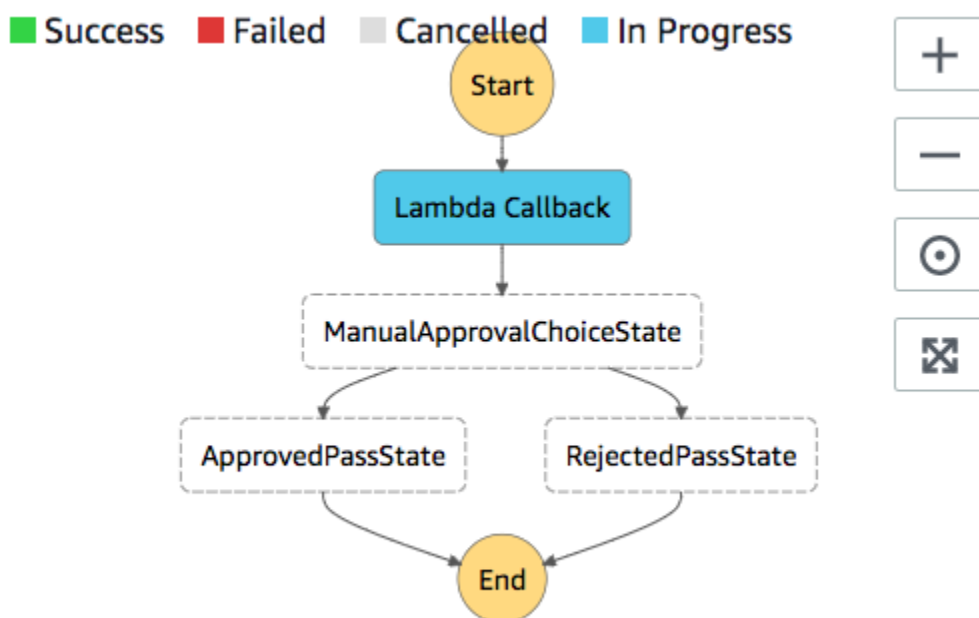 Success Failed Cancelled In Progress
Start
Lambda Callback
ManualApprovalChoiceState
ApprovedPassState RejectedPassState
End